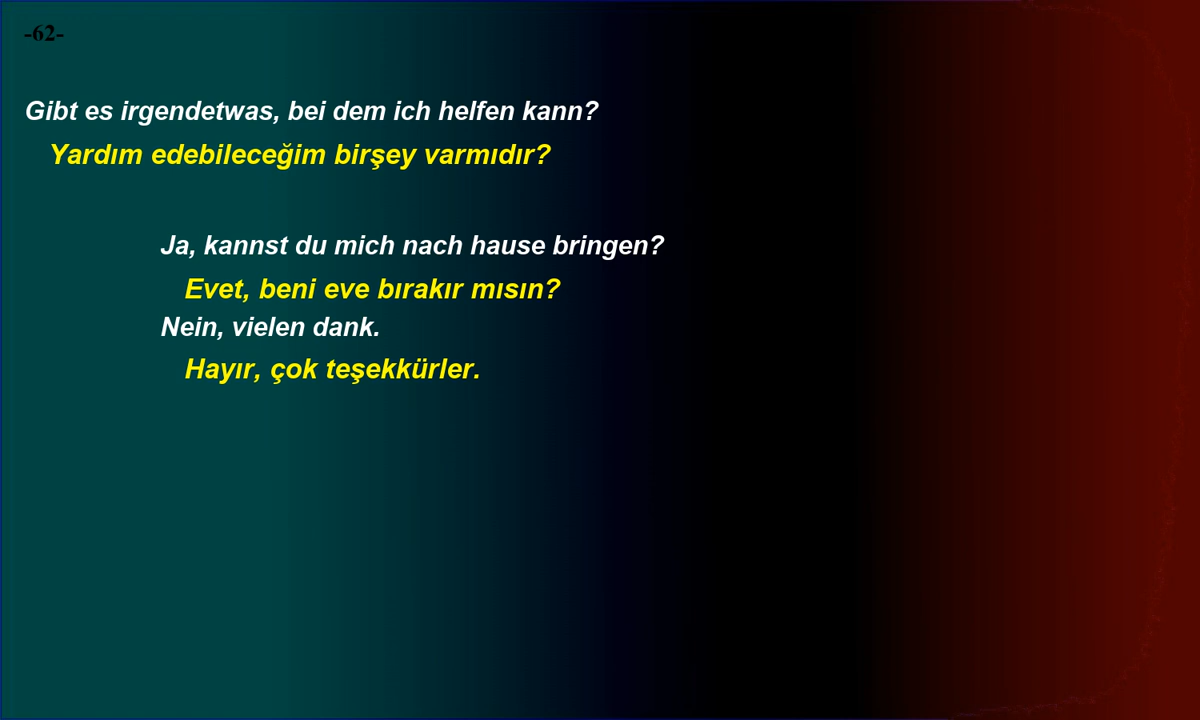 -62-
Gibt es irgendetwas, bei dem ich helfen kann?
Yardım edebileceğim birşey varmıdır?
Ja, kannst du mich nach hause bringen?
Evet, beni eve bırakır mısın?
Nein, vielen dank.
Hayır, çok teşekkürler.